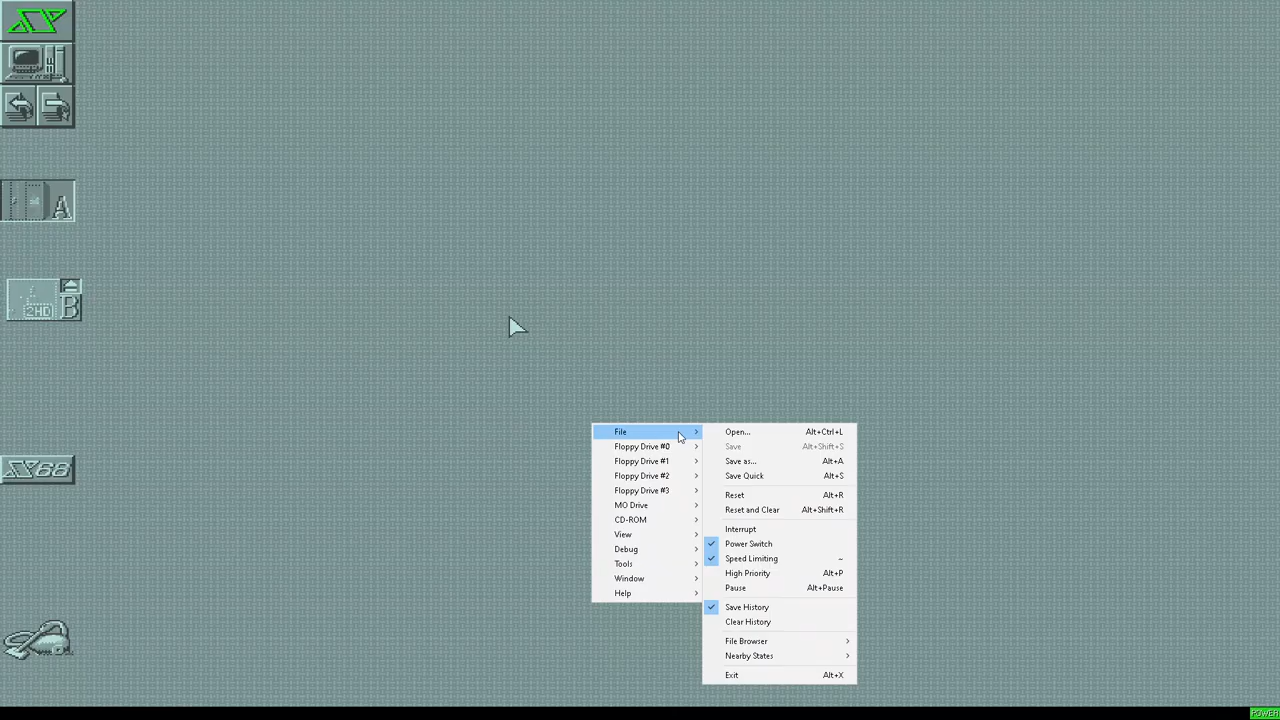 A
2HD
B
File
Floppy Drive #0
Floppy Drive #1
Floppy Drive #2
Floppy Drive #3
MO Drive
CD-ROM
View
Debug
Tools
Window
Help
Open... Alt+Ctrl+L
Save Alt+Shift+S
Save as... Alt+A
Save Quick Alt+S
Reset Alt+R
Reset and Clear Alt+Shift+R
Interrupt
Power Switch
Speed Limiting –
High Priority Alt+P
Pause Alt+Pause
Save History
Clear History
File Browser
Nearby States
Exit Alt+X
POWER